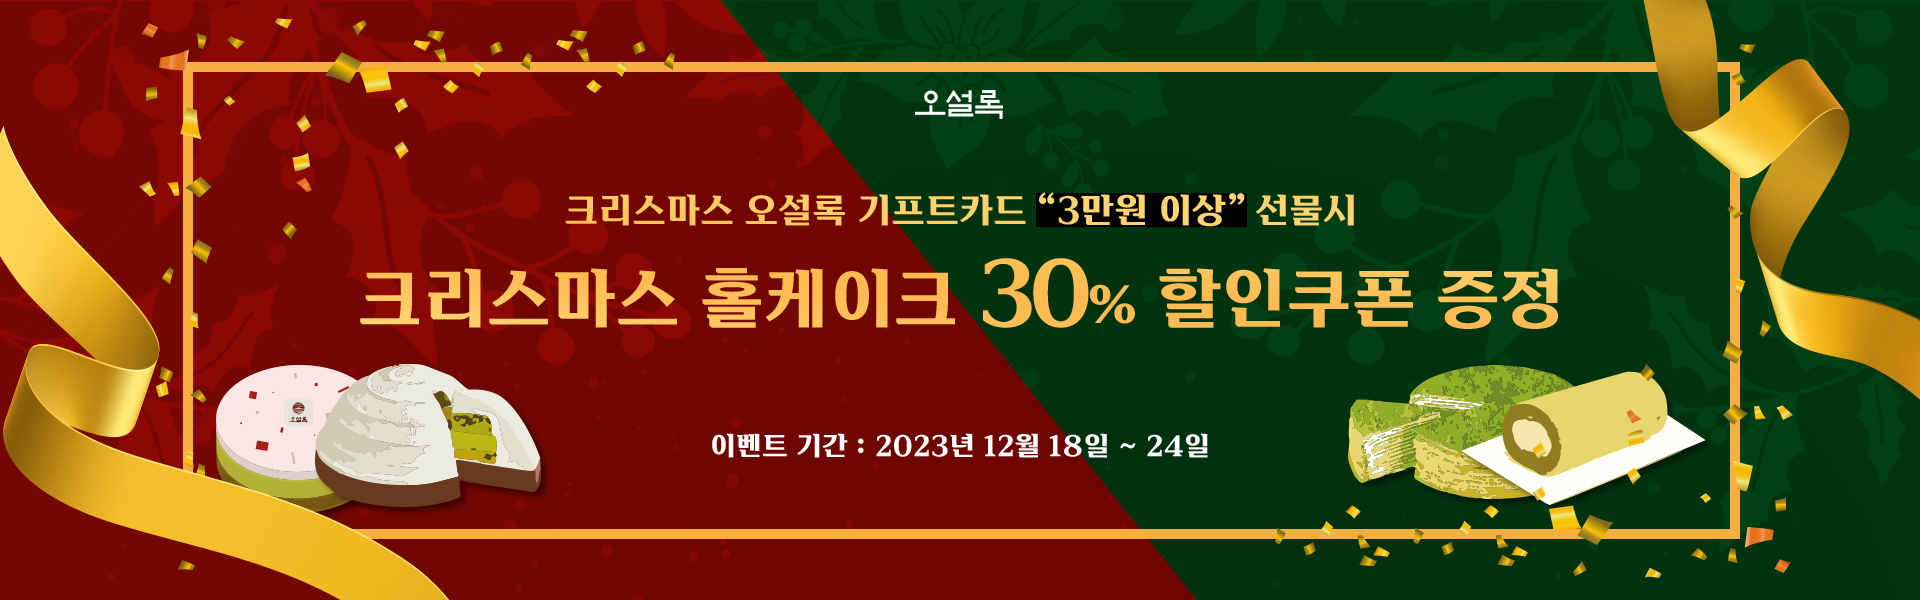 오설록
크리스마스 오설록 기프트카드 “3만원 이상” 선물시
크리스마스 홀케이크 30% 할인쿠폰 증정
오설록
이벤트 기간 : 2023년 12월 18일 ~ 24일